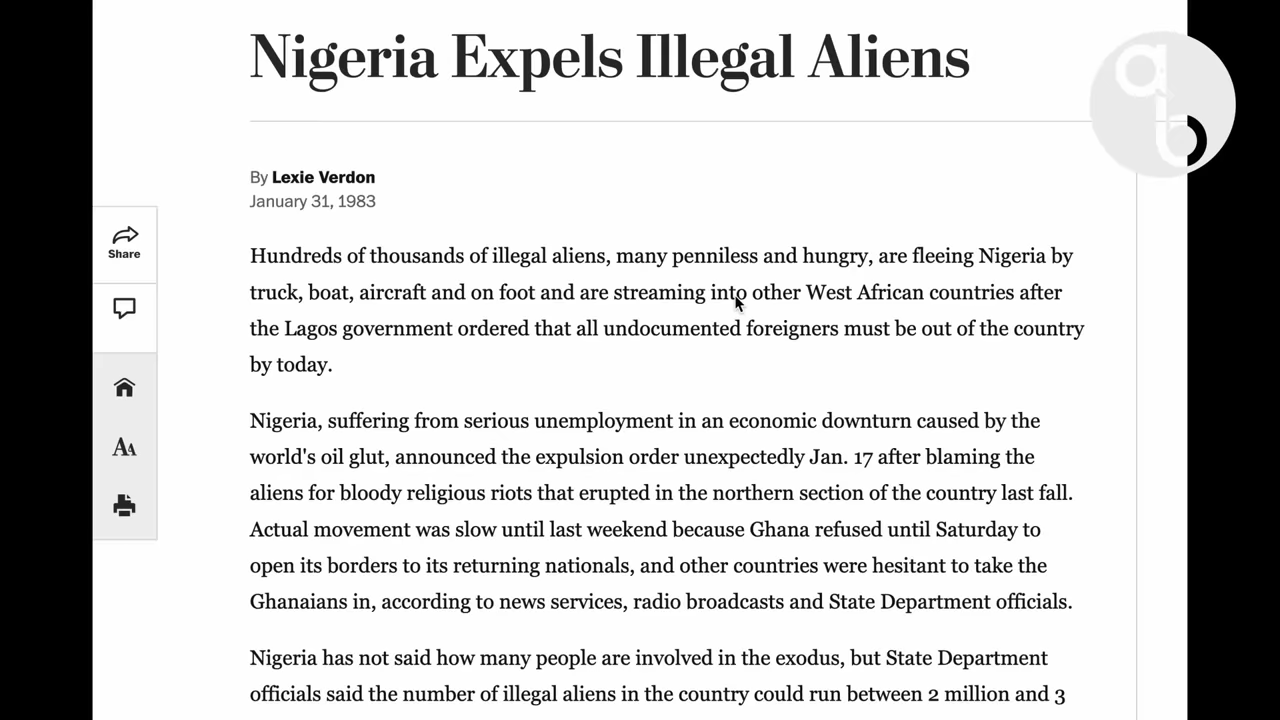 Nigeria Expels Illegal Aliens
ab
By Lexie Verdon
January 31, 1983
Share
Hundreds of thousands of illegal aliens, many penniless and hungry, are fleeing Nigeria by
truck, boat, aircraft and on foot and are streaming into other West African countries after
the Lagos government ordered that all undocumented foreigners must be out of the country
by today.
AA
Nigeria, suffering from serious unemployment in an economic downturn caused by the
world's oil glut, announced the expulsion order unexpectedly Jan. 17 after blaming the
aliens for bloody religious riots that erupted in the northern section of the country last fall.
Actual movement was slow until last weekend because Ghana refused until Saturday to
open its borders to its returning nationals, and other countries were hesitant to take the
Ghanaians in, according to news services, radio broadcasts and State Department officials.
Nigeria has not said how many people are involved in the exodus, but State Department
officials said the number of illegal aliens in the country could run between 2 million and 3